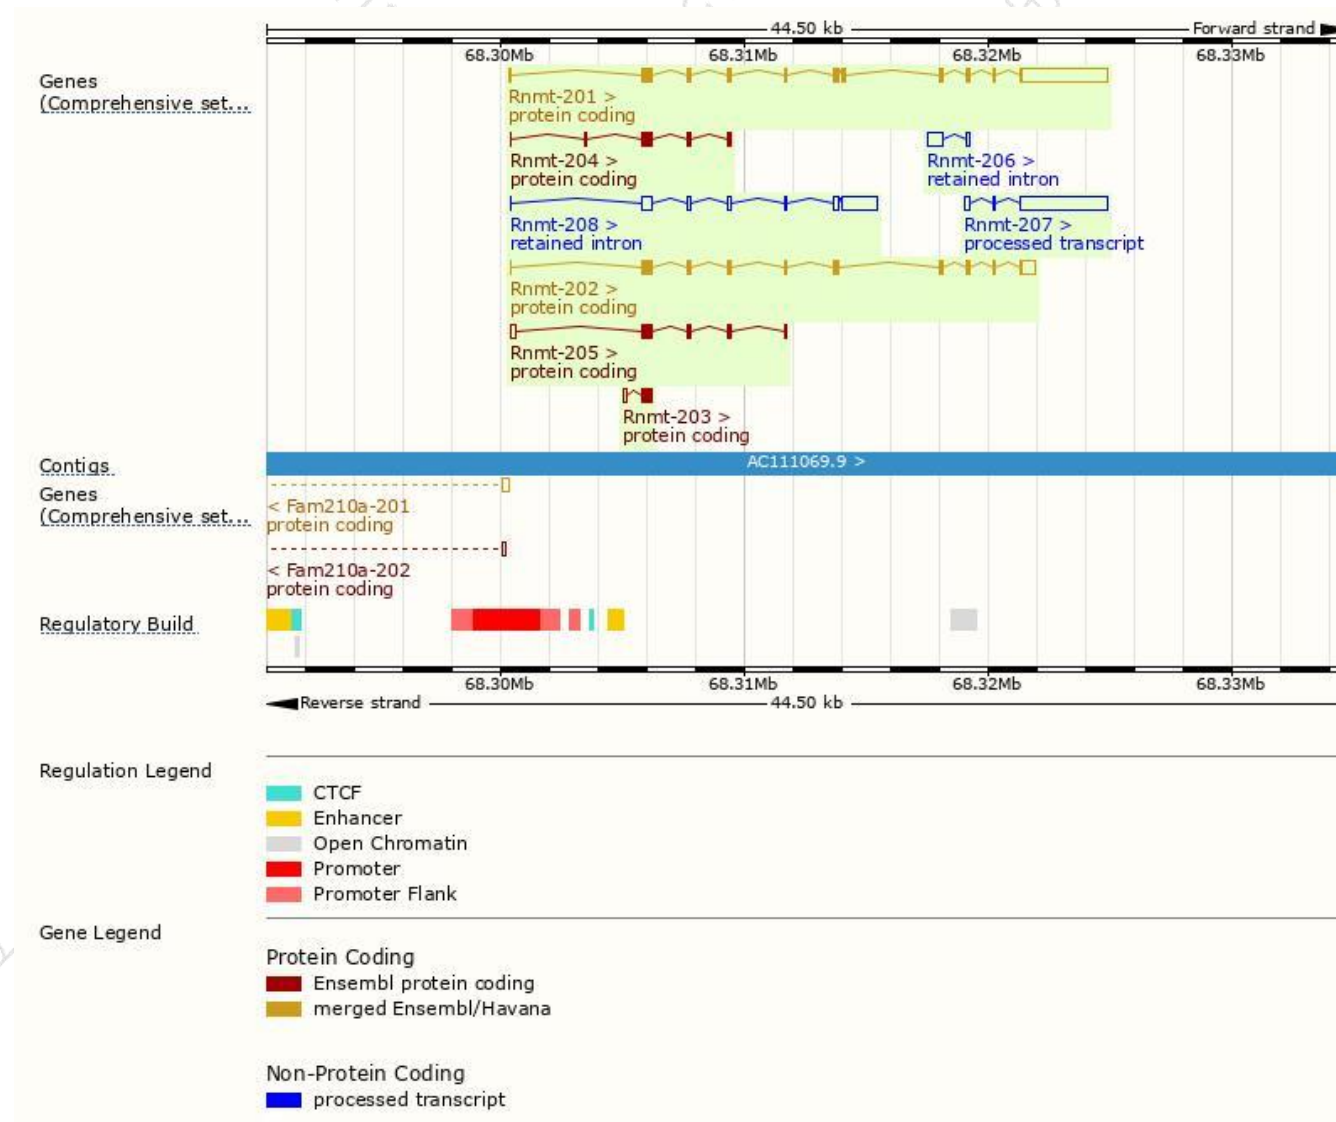 44.50 kb
Forward strand
68.30Mb 68.31Mb 68.32Mb 68.33Mb
Genes
(Comprehensive set...
Rnmt-201 >
protein coding
Rnmt-204 >
protein coding
Rnmt-206 >
retained intron
Rnmt-208 >
retained intron
Rnmt-207 >
processed transcript
Rnmt-202 >
protein coding
Rnmt-205 >
protein coding
Rnmt-203 >
protein coding
Contigs
AC111069.9 >
Genes
(Comprehensive set...
< Fam210a-201
protein coding
< Fam210a-202
protein coding
Regulatory Build
68.30Mb 68.31Mb 68.32Mb 68.33Mb
Reverse strand
44.50 kb
Regulation Legend
CTCF
Enhancer
Open Chromatin
Promoter
Promoter Flank
Gene Legend
Protein Coding
Ensembl protein coding
merged Ensembl/Havana
Non-Protein Coding
processed transcript